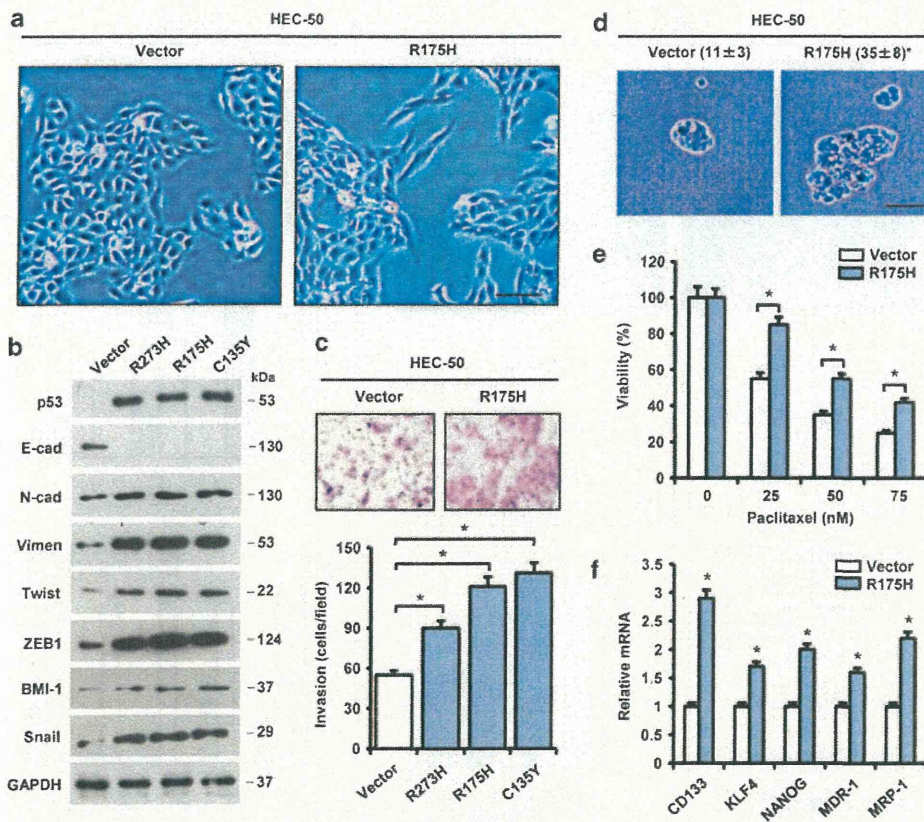 a
HEC-50
Vector
R175H
b
Vector
R273H
R175H
C135Y
kDa
p53
-53
E-cad
-130
N-cad
-130
Vimen
-53
Twist
-22
ZEB1
-124
BMI-1
-37
Snail
-29
GAPDH
-37
c
HEC-50
Vector
R175H
Invasion (cells/field)
150
120
90
60
30
0
*
*
*
Vector
R273H
R175H
C135Y
d
HEC-50
Vector (11±3)
R175H (35±8)*
e
Vector
R175H
Viability (%)
120
100
80
60
40
20
0
*
*
*
0
25
50
75
Paclitaxel (nM)
f
Vector
R175H
Relative mRNA
3.5
3
2.5
2
1.5
1
0.5
0
*
*
*
*
*
CD133
KLF4
NANOG
MDR-1
MRP-1